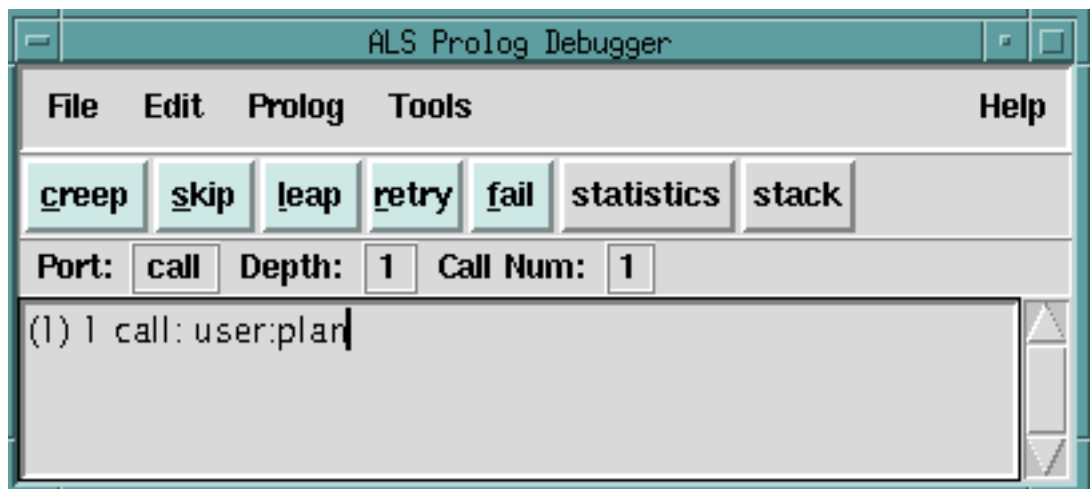 ALS Prolog Debugger
File Edit Prolog Tools Help
creep skip leap retry fail statistics stack
Port: call Depth: 1 Call Num: 1
(1) 1 call: user:plan